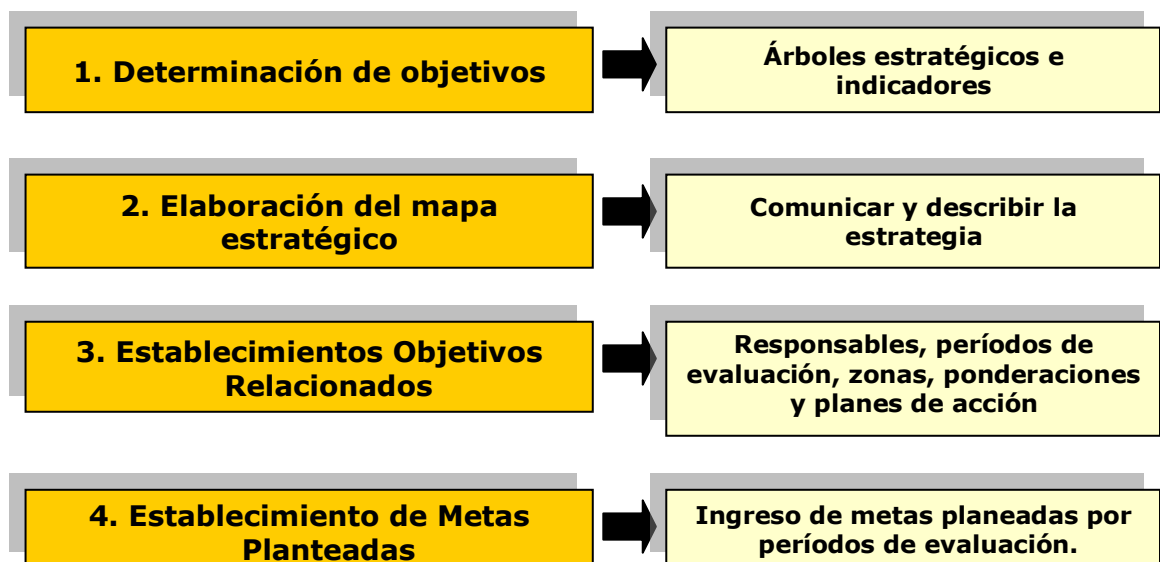 1. Determinación de objetivos
Árboles estratégicos e
indicadores
2. Elaboración del mapa
estratégico
Comunicar y describir la
estrategia
3. Establecimientos Objetivos
Relacionados
Responsables, períodos de
evaluación, zonas, ponderaciones
y planes de acción
4. Establecimiento de Metas
Planteadas
Ingreso de metas planeadas por
períodos de evaluación.